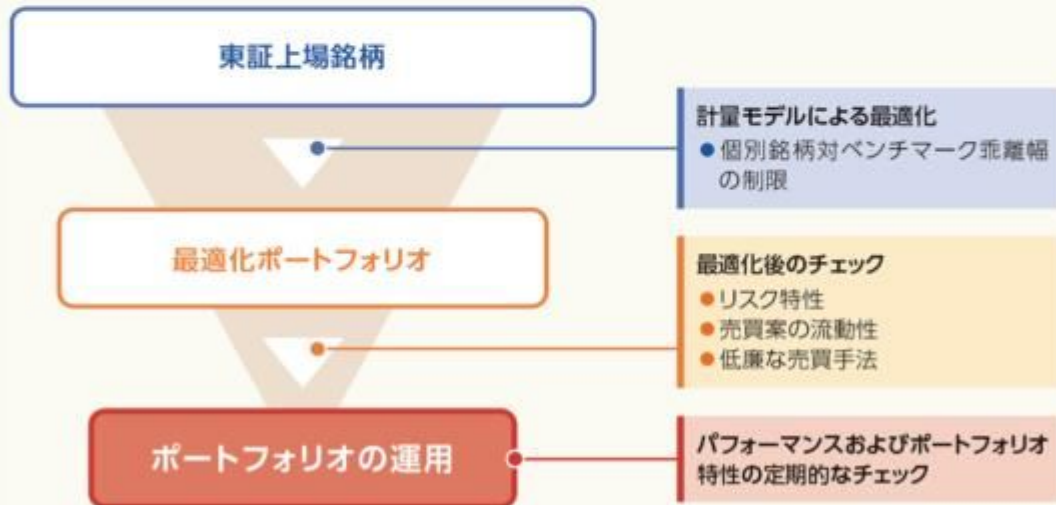 東証上場銘柄
計量モデルによる最適化
●個別銘柄対ベンチマーク乖離幅
の制限
最適化ポートフォリオ
最適化後のチェック
●リスク特性
●売買案の流動性
●低廉な売買手法
ポートフォリオの運用
パフォーマンスおよびポートフォリオ
特性の定期的なチェック